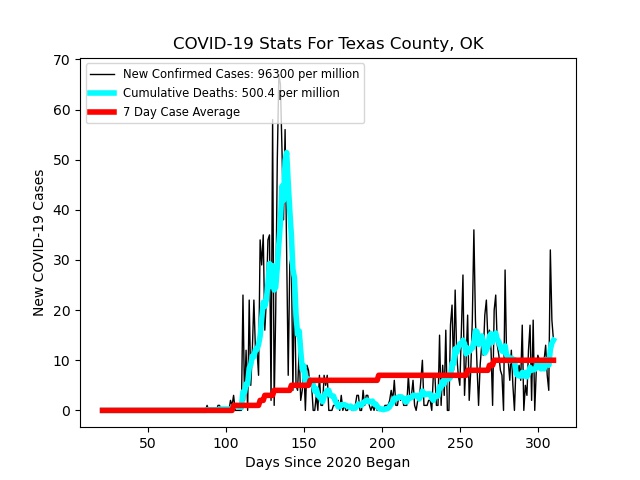 COVID-19 Stats For Texas County, OK
New Confirmed Cases: 96300 per million
Cumulative Deaths: 500.4 per million
7 Day Case Average
New COVID-19 Cases
70
60
50
40
30
20
10
0
50 100 150 200 250 300
Days Since 2020 Began